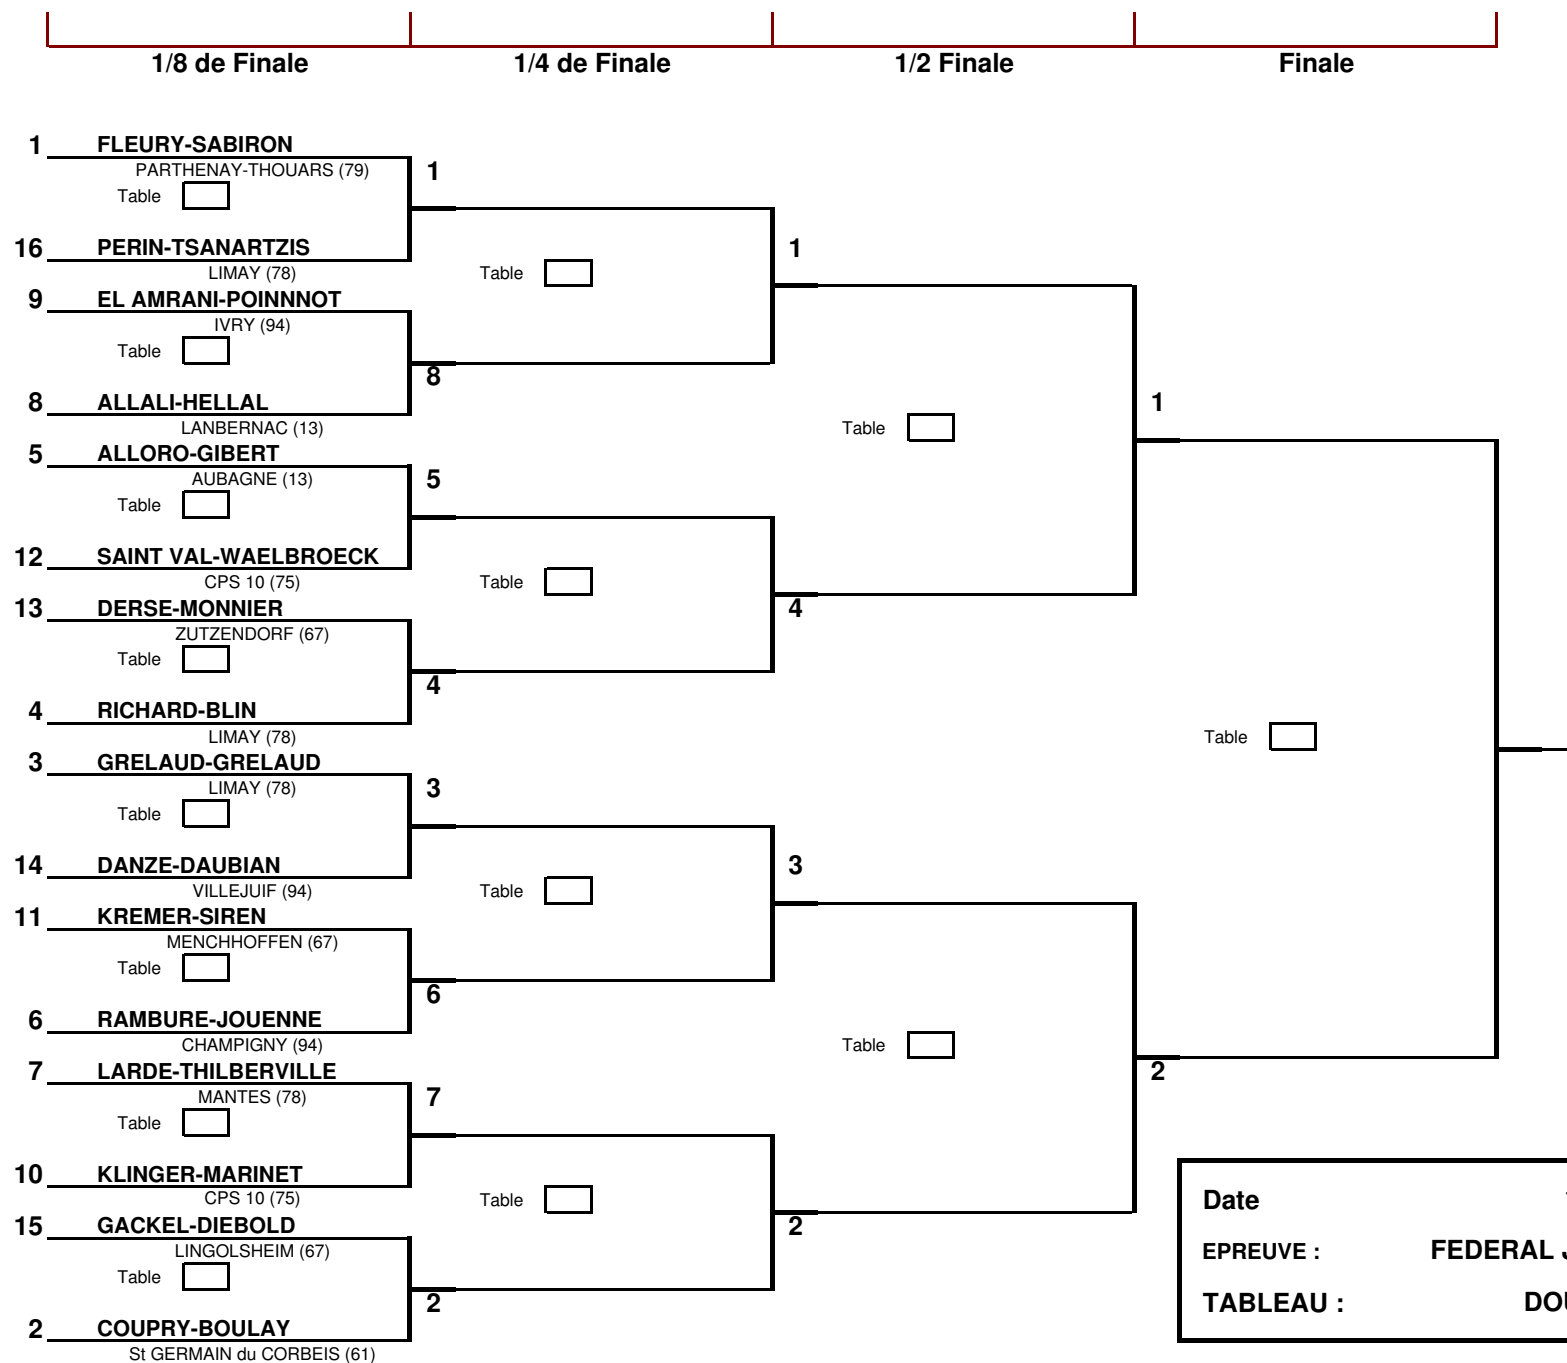 1/8 de Finale 1/4 de Finale 1/2 Finale Finale
1 FLEURY-SABIRON
PARTHENAY-THOUARS (79) 1
Table
16 PERIN-TSANARTZIS 1
LIMAY (78) Table
9 EL AMRANI-POINNNOT
IVRY (94)
Table
8
8 ALLALI-HELLAL 1
LANBERNAC (13) Table
5 ALLORO-GIBERT
AUBAGNE (13) 5
Table
12 SAINT VAL-WAELBROECK
CPS 10 (75) Table
13 DERSE-MONNIER 4
ZUTZENDORF (67)
Table
4
4 RICHARD-BLIN
LIMAY (78) Table
3 GRELAUD-GRELAUD
LIMAY (78) 3
Table
14 DANZE-DAUBIAN 3
VILLEJUIF (94) Table
11 KREMER-SIREN
MENCHHOFFEN (67)
Table
6
6 RAMBURE-JOUENNE
CHAMPIGNY (94) Table
7 LARDE-THILBERVILLE 2
MANTES (78) 7
Table
10 KLINGER-MARINET
CPS 10 (75) Table Date
15 GACKEL-DIEBOLD 2
LINGOLSHEIM (67) EPREUVE : FEDERAL
Table
2 TABLEAU :
2 COUPRY-BOULAY
St GERMAIN du CORBEIS (61)